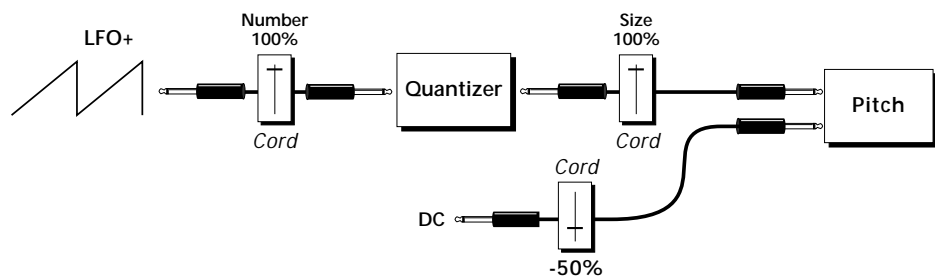 LFO+
Number
100%
Cord
Quantizer
Size
100%
Cord
Pitch
DC
Cord
-50%